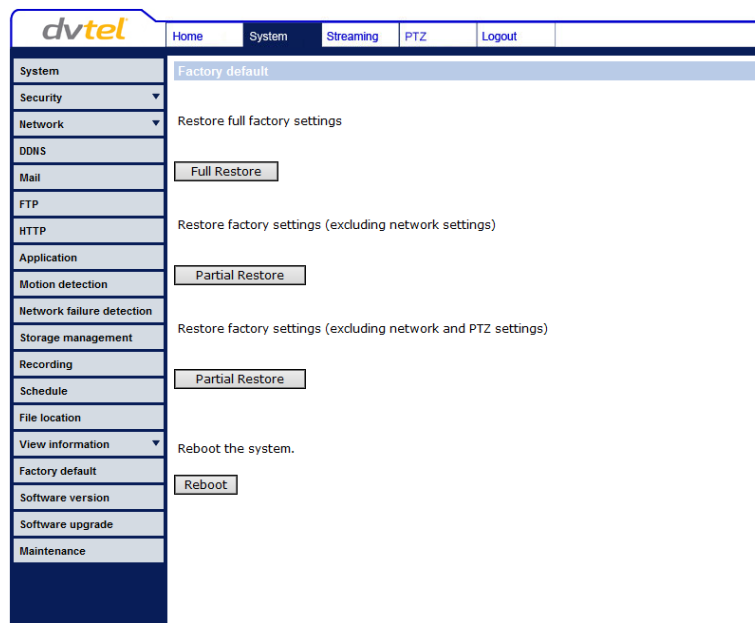 dvtel
Home System Streaming PTZ Logout
System
Security
Network
DDNS
Mail
FTP
HTTP
Application
Motion detection
Network failure detection
Storage management
Recording
Schedule
File location
View information
Factory default
Software version
Software upgrade
Maintenance
Factory default
Restore full factory settings
Full Restore
Restore factory settings (excluding network settings)
Partial Restore
Restore factory settings (excluding network and PTZ settings)
Partial Restore
Reboot the system.
Reboot